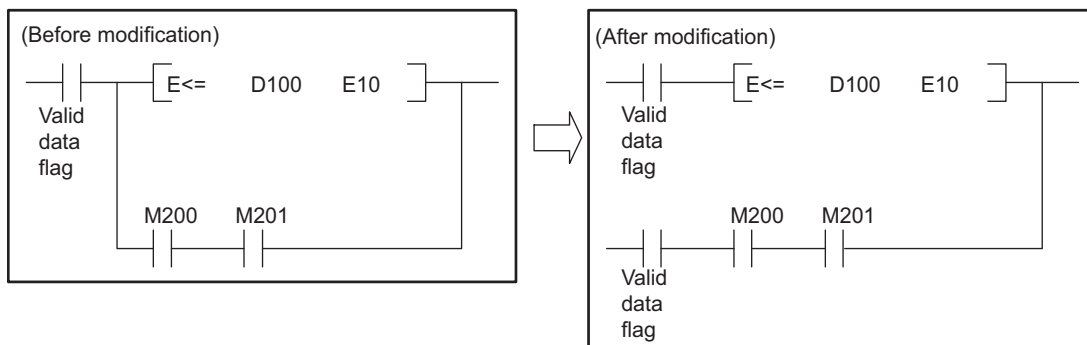 (Before modification)
E<= D100 E10
Valid
data
flag
M200 M201
(After modification)
E<= D100 E10
Valid
data
flag
M200 M201
Valid
data
flag